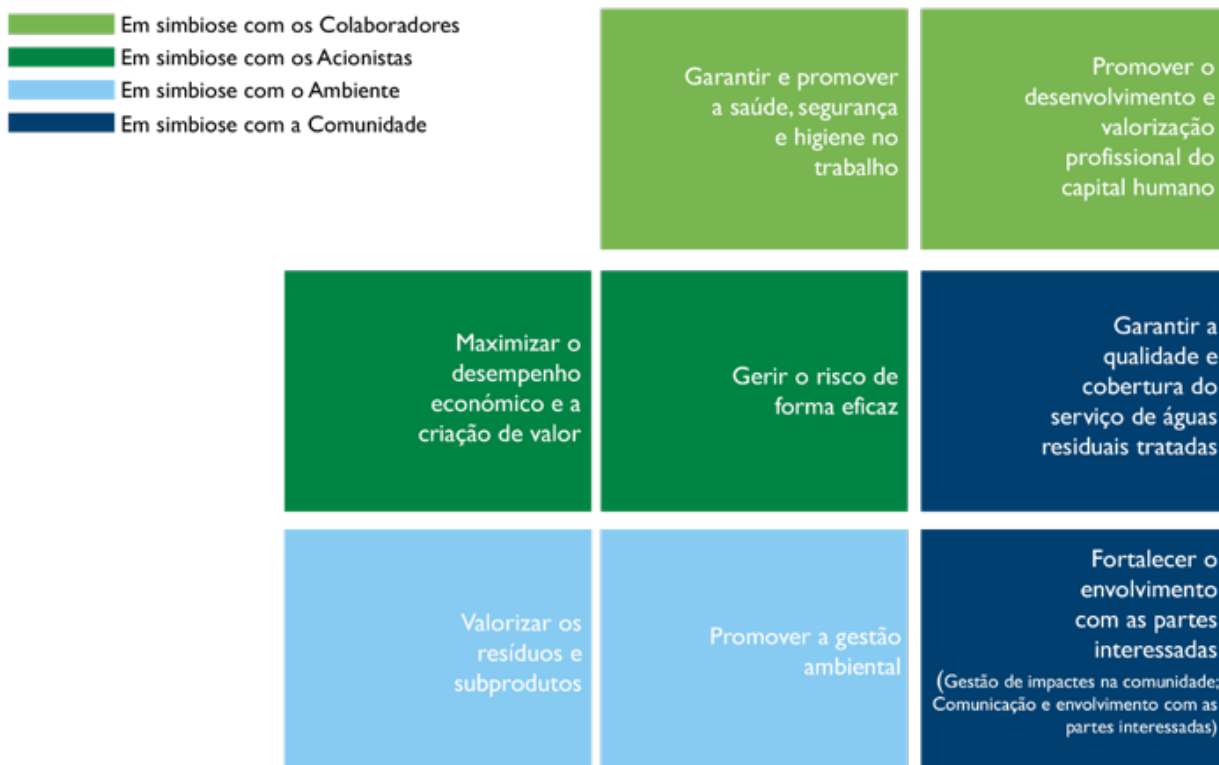 Em simbiose com os Colaboradores
Em simbiose com os Acionistas
Em simbiose com o Ambiente
Em simbiose com a Comunidade
Garantir e promover
a saúde, segurança
e higiene no
trabalho
Promover o
desenvolvimento e
valorização
profissional do
capital humano
Maximizar o
desempenho
económico e a
criação de valor
Gerir o risco de
forma eficaz
Garantir a
qualidade e
cobertura do
serviço de águas
residuais tratadas
Valorizar os
resíduos e
subprodutos
Promover a gestão
ambiental
Fortalecer o
envolvimento
com as partes
interessadas
(Gestão de impactes na comunidade;
Comunicação e envolvimento com as
partes interessadas)